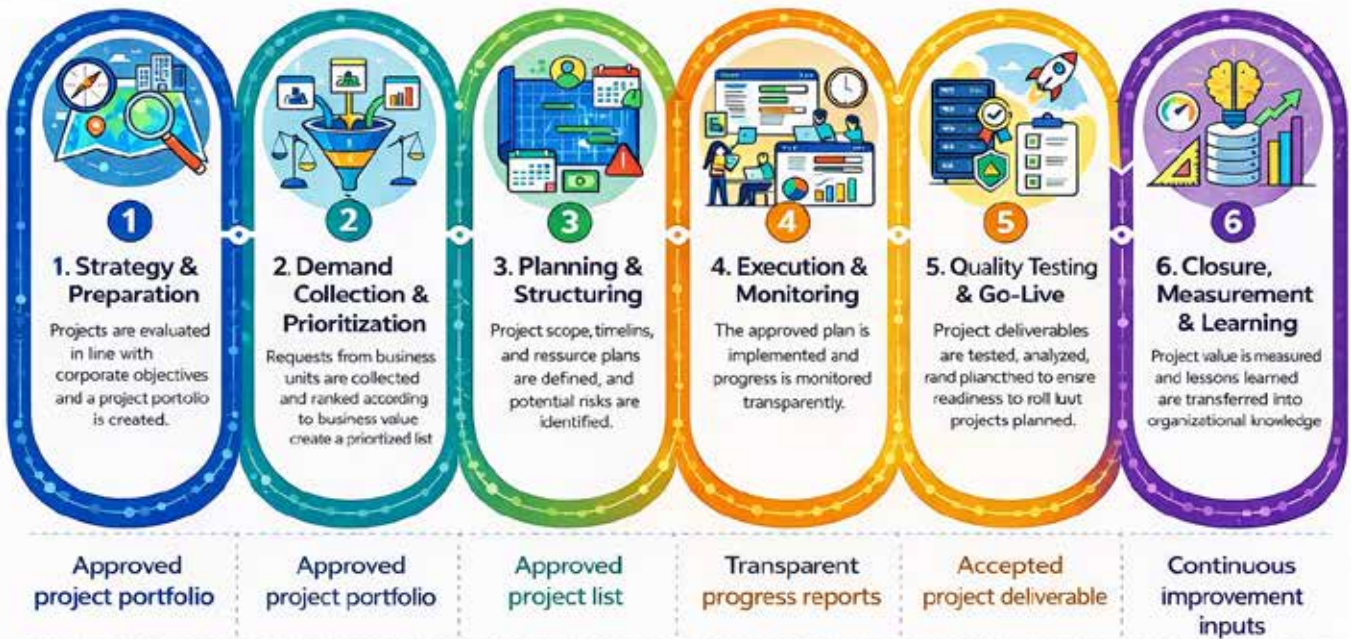 1
1. Strategy &
Preparation
Projects are evaluated
in line with
corporate objectives
and a project portolio
is created.
2
2. Demand
Collection &
Prioritization
Requests from business
units are collected
and ranked according
to business value
create a prioritized list
3
3. Planning &
Structuring
Project scope, timelins,
and ressource plans
are defined, and
potential risks are
identified.
4
4. Execution &
Monitoring
The approved plan is
implemented and
progress is monitored
transparently.
5
5. Quality Testing
& Go-Live
Project deliverables
are tested, analyzed,
rand plancthed to ensre
readiness to roll luvt
projects planned.
6
6. Closure,
Measurement
& Learning
Project value is measured
and lessons learned
are transferred into
organizational knowledge
Approved
project portfolio
Approved
project portfolio
Approved
project list
Transparent
progress reports
Accepted
project deliverable
Continuous
improvement
inputs